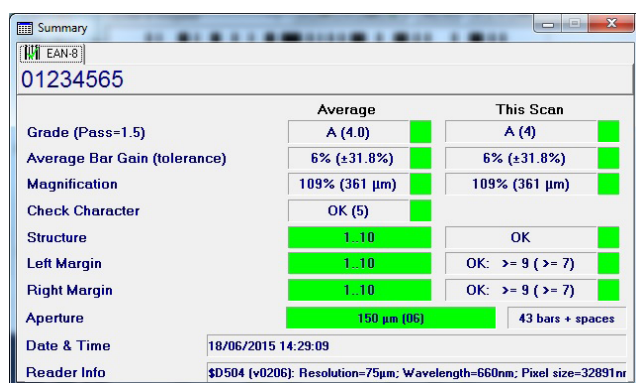 Summary
EAN-8
01234565
Average This Scan
Grade (Pass=1.5) A (4.0) A (4)
Average Bar Gain (tolerance) 6% (±31.8%) 6% (±31.8%)
Magnification 109% (361 µm) 109% (361 µm)
Check Character OK (5)
Structure 1..10 OK
Left Margin 1..10 OK: >= 9 ( >= 7)
Right Margin 1..10 OK: >= 9 ( >= 7)
Aperture 150 µm (06) 43 bars + spaces
Date & Time 18/06/2015 14:29:09
Reader Info $D504 (v0206): Resolution=75µm; Wavelength=660nm; Pixel size=32891nm